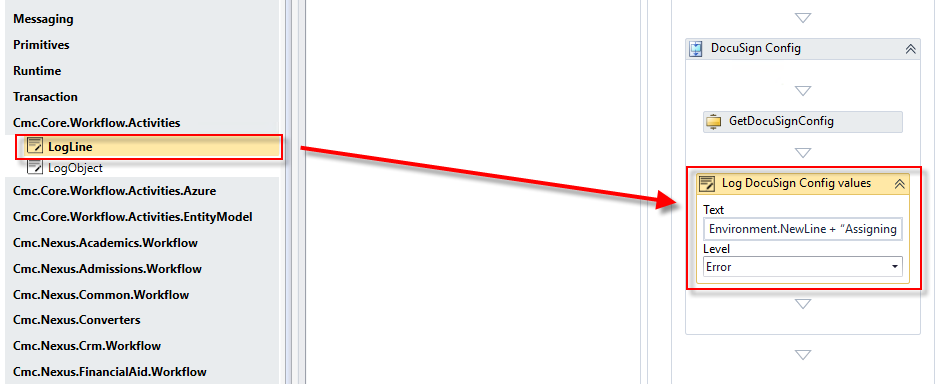 Messaging
Primitives
Runtime
Transaction
Cmc.Core.Workflow.Activities
LogLine
LogObject
Cmc.Core.Workflow.Activities.Azure
Cmc.Core.Workflow.Activities.EntityModel
Cmc.Nexus.Academics.Workflow
Cmc.Nexus.Admissions.Workflow
Cmc.Nexus.Common.Workflow
Cmc.Nexus.Converters
Cmc.Nexus.Crm.Workflow
Cmc.Nexus.FinancialAid.Workflow
DocuSign Config
GetDocuSignConfig
Log DocuSign Config values
Text
Environment.NewLine + "Assigning
Level
Error